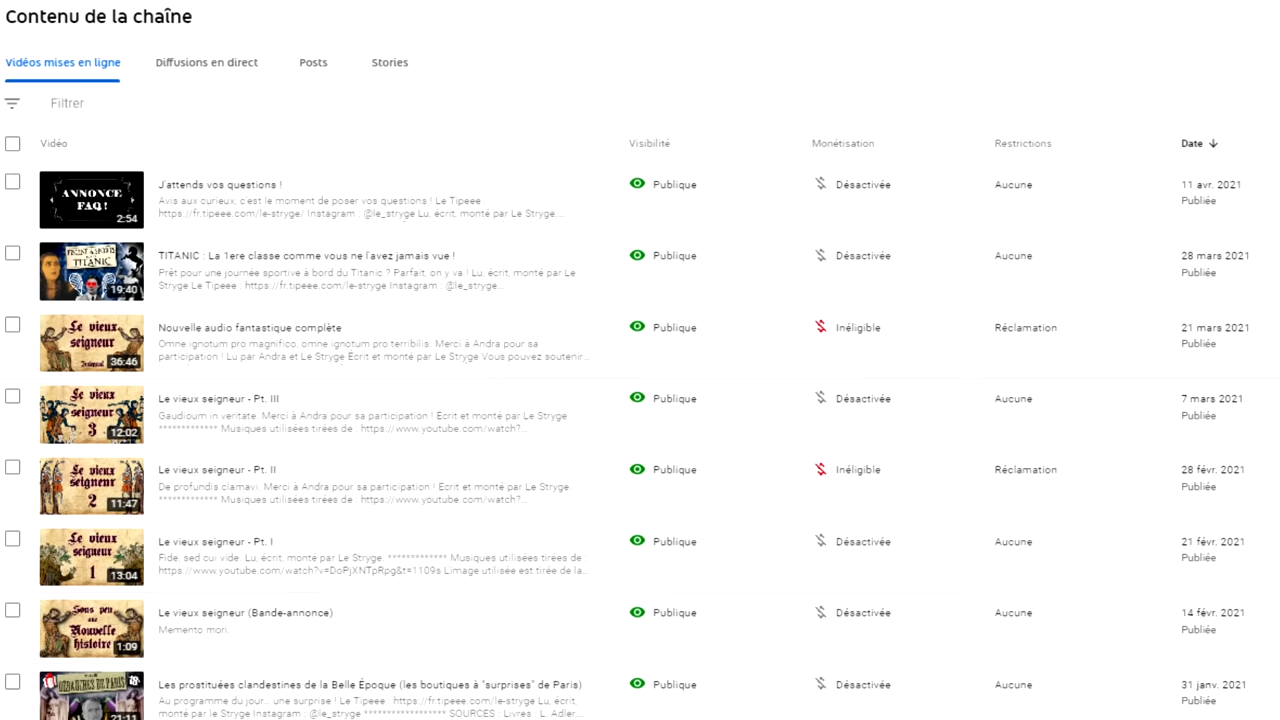 Contenu de la chaîne
Vidéos mises en ligne Diffusions en direct Posts Stories
Filtrer
Vidéo Visibilité Monétisation Restrictions Date
ANNONCE
FAQ!
2:54
J'attends vos questions !
Avis aux curieux, c'est le moment de poser vos questions ! Le Tipeee
https://fr.tipeee.com/le-stryge/ Instagram : @le_stryge Lu, écrit, monté par Le Stryge....
Publique Désactivée Aucune 11 avr. 2021
Publiée
TITANIC
19:40
TITANIC : La 1ere classe comme vous ne l'avez jamais vue !
Prêt pour une journée sportive à bord du Titanic ? Parfait, on y va ! Lu, écrit, monté par Le
Stryge Le Tipeee : https://fr.tipeee.com/le-stryge Instagram : @le_stryge...
Publique Désactivée Aucune 28 mars 2021
Publiée
Le vieux
seigneur
36:46
Nouvelle audio fantastique complète
Omne ignotum pro magnifico, omne ignotum pro terribilis. Merci à Andra pour sa
participation ! Lu par Andra et Le Stryge Écrit et monté par Le Stryge Vous pouvez soutenir...
Publique Inéligible Réclamation 21 mars 2021
Publiée
Le vieux
seigneur
3
12:02
Le vieux seigneur - Pt. III
Gaudioum in veritate. Merci à Andra pour sa participation ! Ecrit et monté par Le Stryge
************* Musiques utilisées tirées de : https://www.youtube.com/watch?...
Publique Désactivée Aucune 7 mars 2021
Publiée
Le vieux
seigneur
2
11:47
Le vieux seigneur - Pt. II
De profundis clamavi. Merci à Andra pour sa participation ! Ecrit et monté par Le Stryge
************* Musiques utilisées tirées de : https://www.youtube.com/watch?...
Publique Inéligible Réclamation 28 févr. 2021
Publiée
Le vieux
seigneur
1
13:04
Le vieux seigneur - Pt. I
Fide, sed cui vide. Lu, écrit, monté par Le Stryge. ************* Musiques utilisées tirées de :
https://www.youtube.com/watch?v=DoPjXNTpRpg&t=1109s L'image utilisée est tirée de la...
Publique Désactivée Aucune 21 févr. 2021
Publiée
Sous peu
une
Nouvelle
histoire
1:09
Le vieux seigneur (Bande-annonce)
Memento mori.
Publique Désactivée Aucune 14 févr. 2021
Publiée
DE PARIS
21:11
Les prostituées clandestines de la Belle Époque (les boutiques à "surprises" de Paris)
Au programme du jour... une surprise ! Le Tipeee : https://fr.tipeee.com/le-stryge Lu, écrit,
monté par le Stryge Instagram : @le_stryge ****************** SOURCES : Livres : L. Adler,...
Publique Désactivée Aucune 31 janv. 2021
Publiée